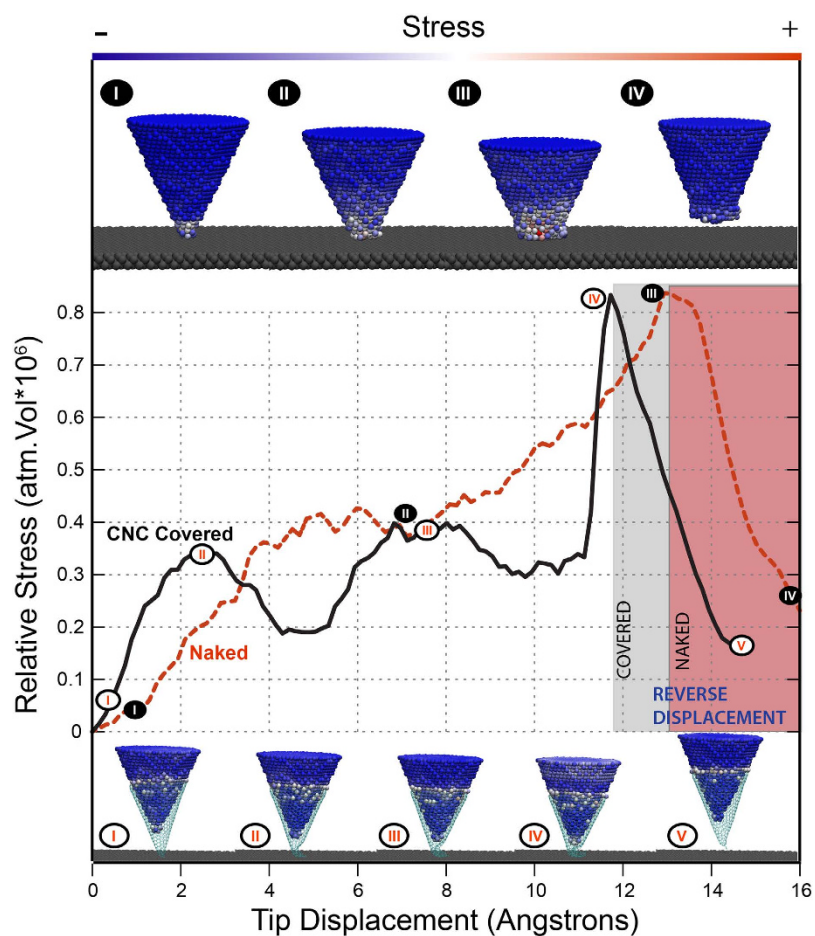 Stress
- +
I II III IV
Relative Stress (atm.Vol*10⁶)
0.8
0.7
0.6
0.5
0.4
0.3
0.2
0.1
0
IV III
II
CNC Covered
II III
Naked
IV
COVERED
NAKED
V
I I
REVERSE
DISPLACEMENT
I II III IV V
0 2 4 6 8 10 12 14 16
Tip Displacement (Angstrons)